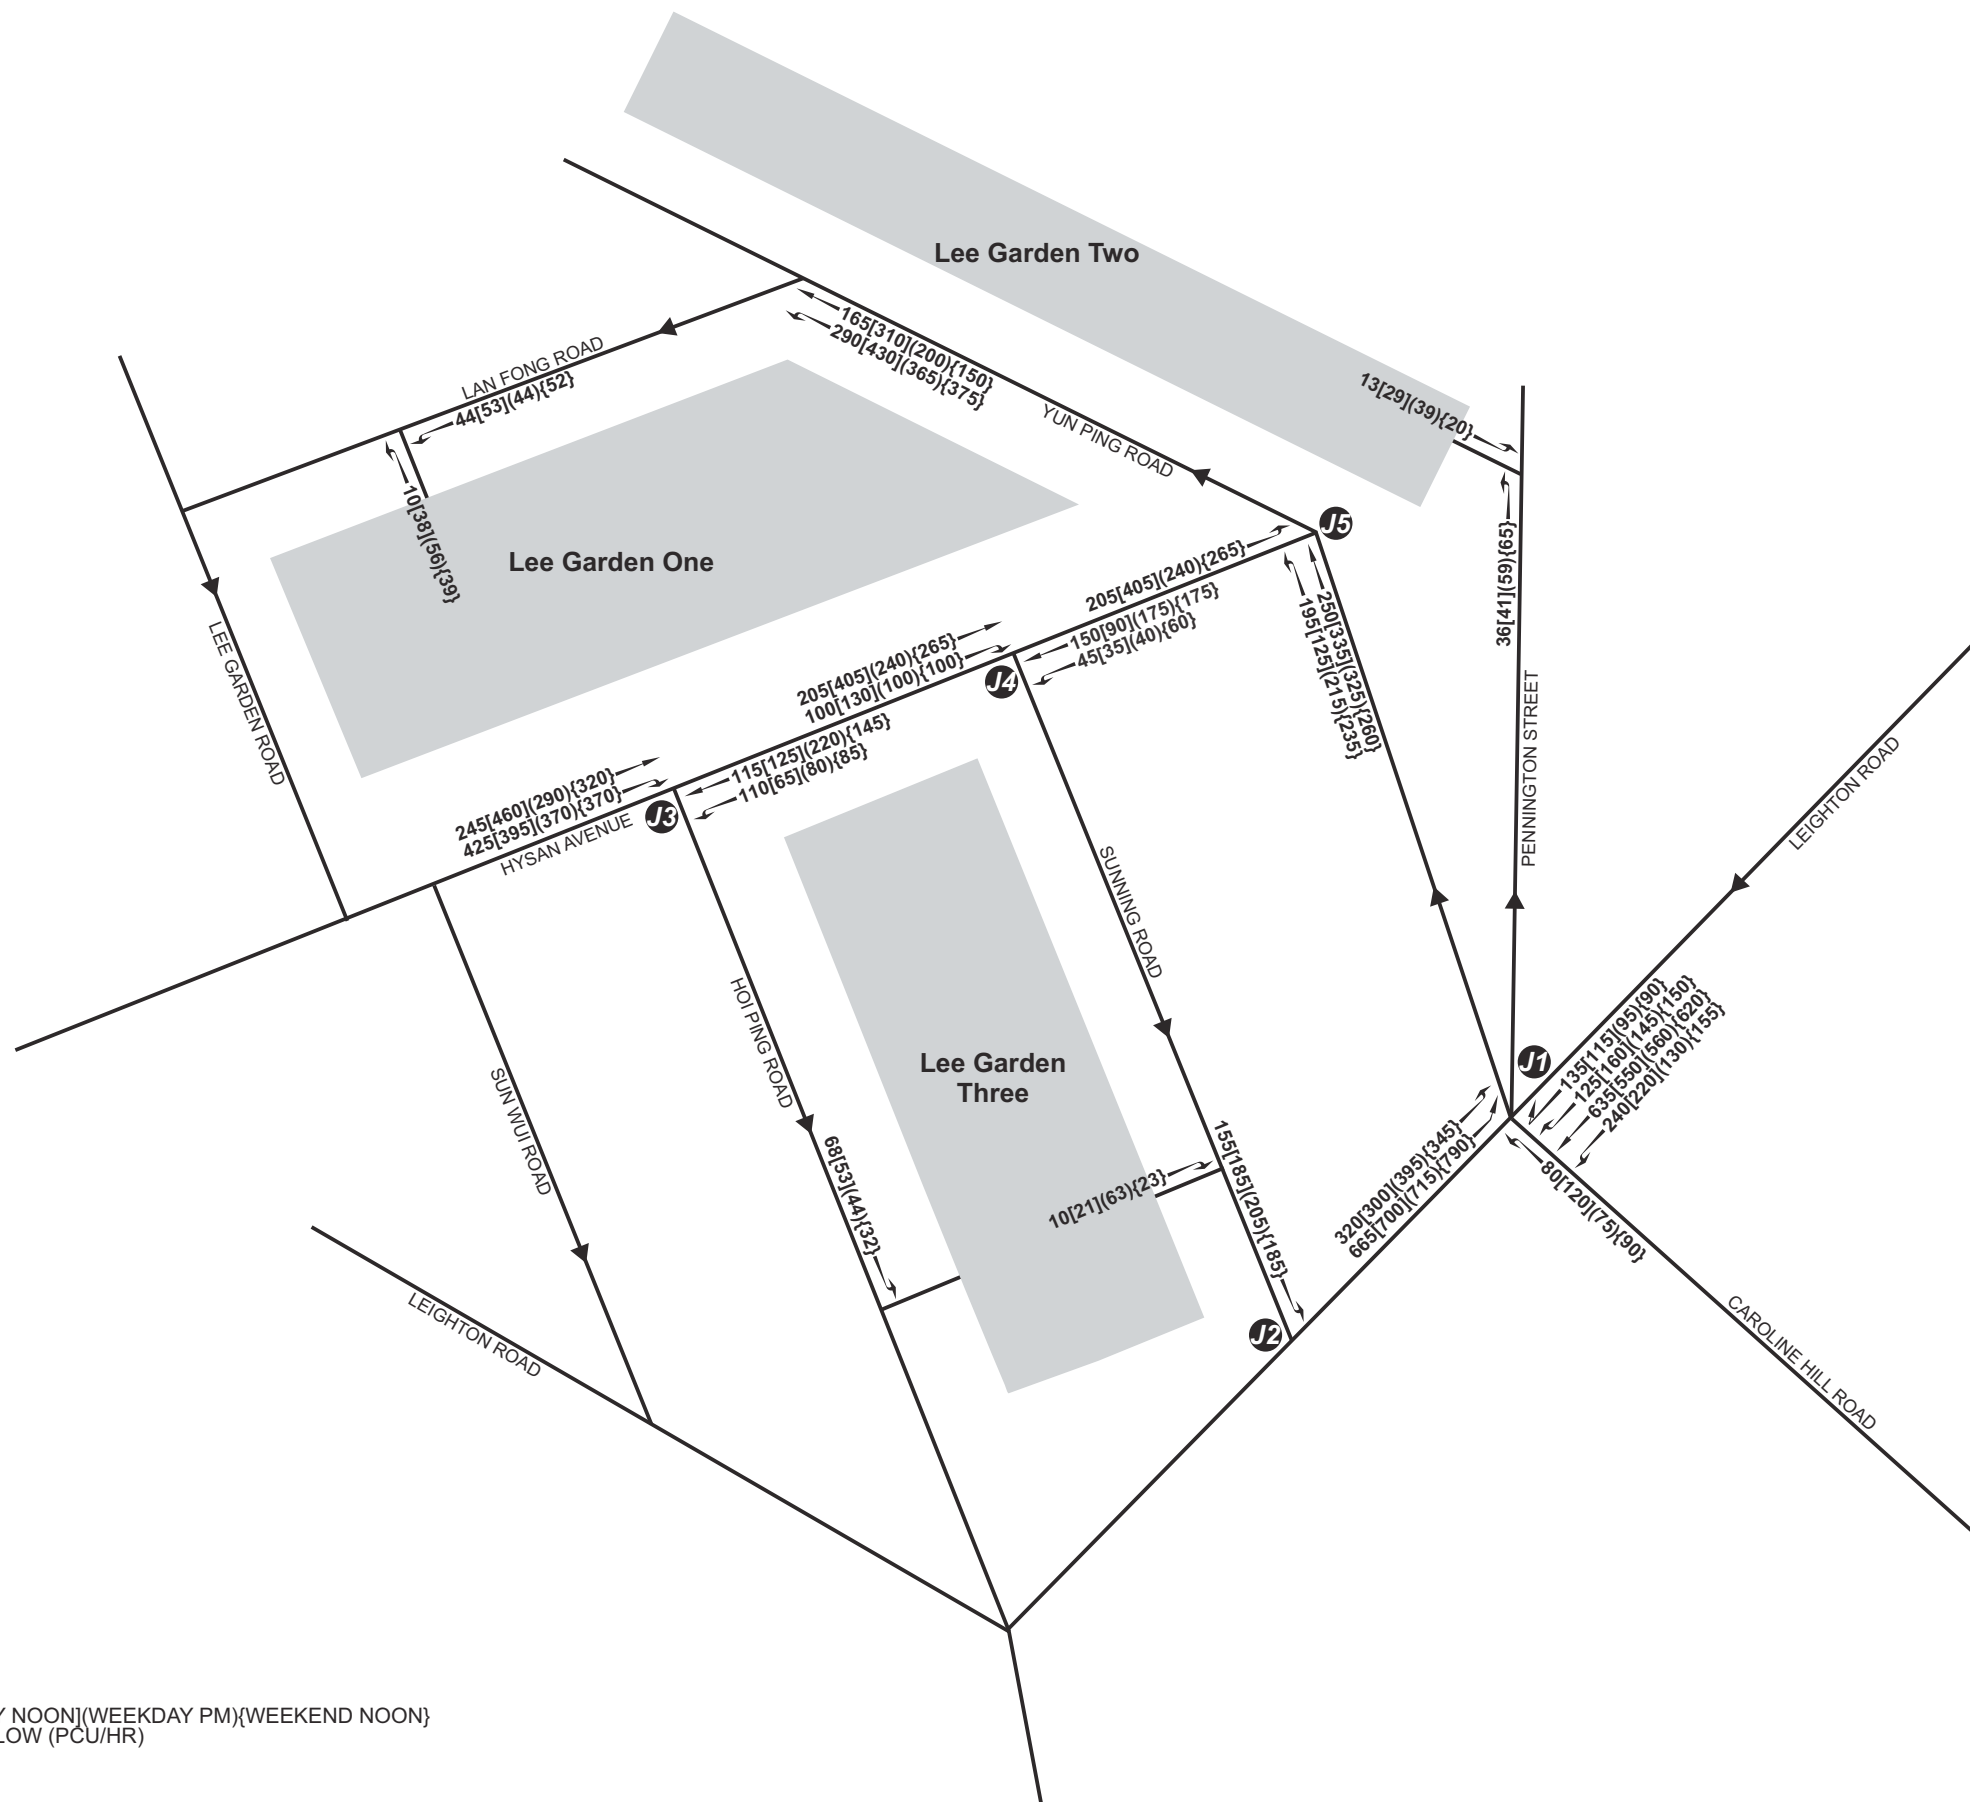 Lee Garden Two
165[310](200){150}
290[430](365){375}
LAN FONG ROAD
44[53](44){52}
YUN PING ROAD
13[29](39){20}
10[38](56){39}
Lee Garden One
J5
36[41](59){65}
205[405](240){265}
150[90](175){175}
45[35](40){60}
250[335](325){260}
195[125](215){235}
LEE GARDEN ROAD
205[405](240){265}
100[130](100){100}
J4
115[125](220){145}
110[65](80){85}
245[460](290){320}
425[395](370){370}
HYSAN AVENUE
J3
PENNINGTON STREET
LEIGHTON ROAD
SUNNING ROAD
HOI PING ROAD
SUN WUI ROAD
Lee Garden
Three
J1
135[115](95){90}
125[160](145){150}
635[550](560){620}
240[220](130){155}
320[300](395){345}
665[700](715){790}
80[120](75){90}
68[53](44){32}
10[21](63){23}
155[185](205){185}
J2
LEIGHTON ROAD
CAROLINE HILL ROAD
Y NOON](WEEKDAY PM){WEEKEND NOON}
LOW (PCU/HR)